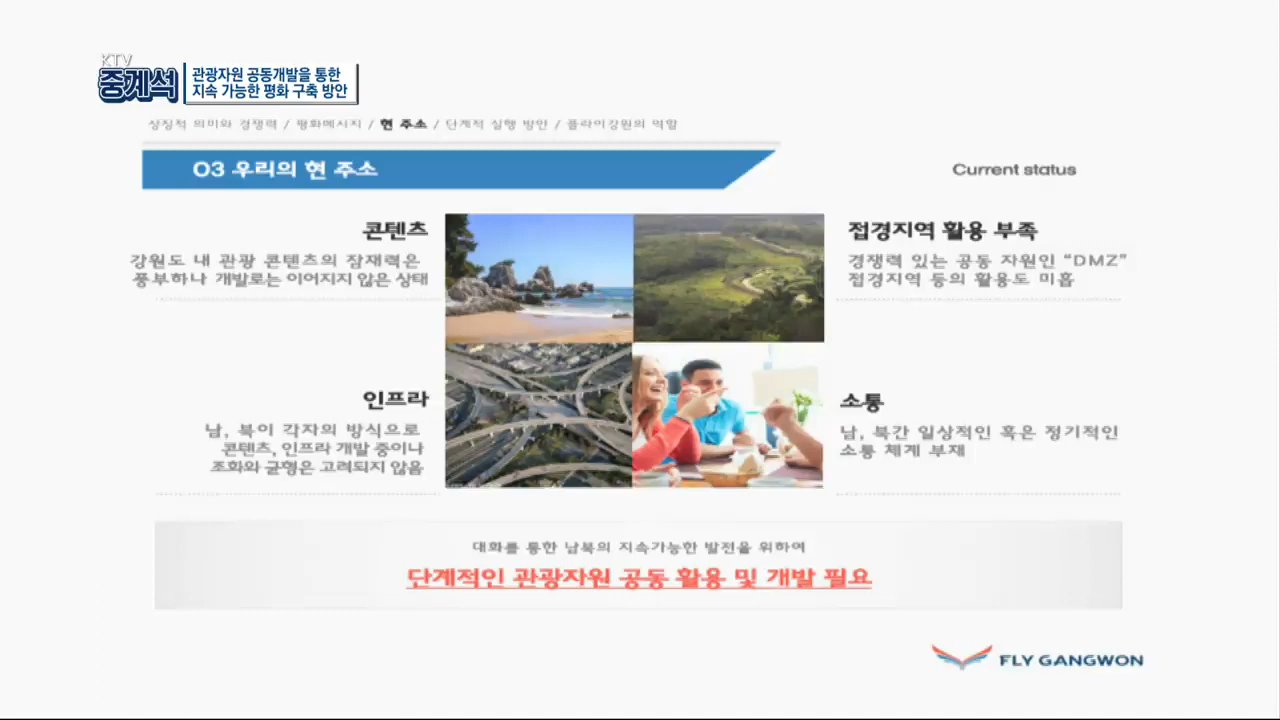 KTV
중계석
관광자원 공동개발을 통한
지속 가능한 평화 구축 방안
상징적 의미와 경쟁력 / 평화메시지 / 현 주소 / 단계적 실행 방안 / 플라이강원의 역할
03 우리의 현 주소
Current status
콘텐츠
강원도 내 관광 콘텐츠의 잠재력은
풍부하나 개발로는 이어지지 않은 상태
접경지역 활용 부족
경쟁력 있는 공동 자원인 “DMZ”
접경지역 등의 활용도 미흡
인프라
남, 북이 각자의 방식으로
콘텐츠, 인프라 개발 중이나
조화와 균형은 고려되지 않음
소통
남, 북간 일상적인 혹은 정기적인
소통 체계 부재
대화를 통한 남북의 지속가능한 발전을 위하여
단계적인 관광자원 공동 활용 및 개발 필요
FLY GANGWON